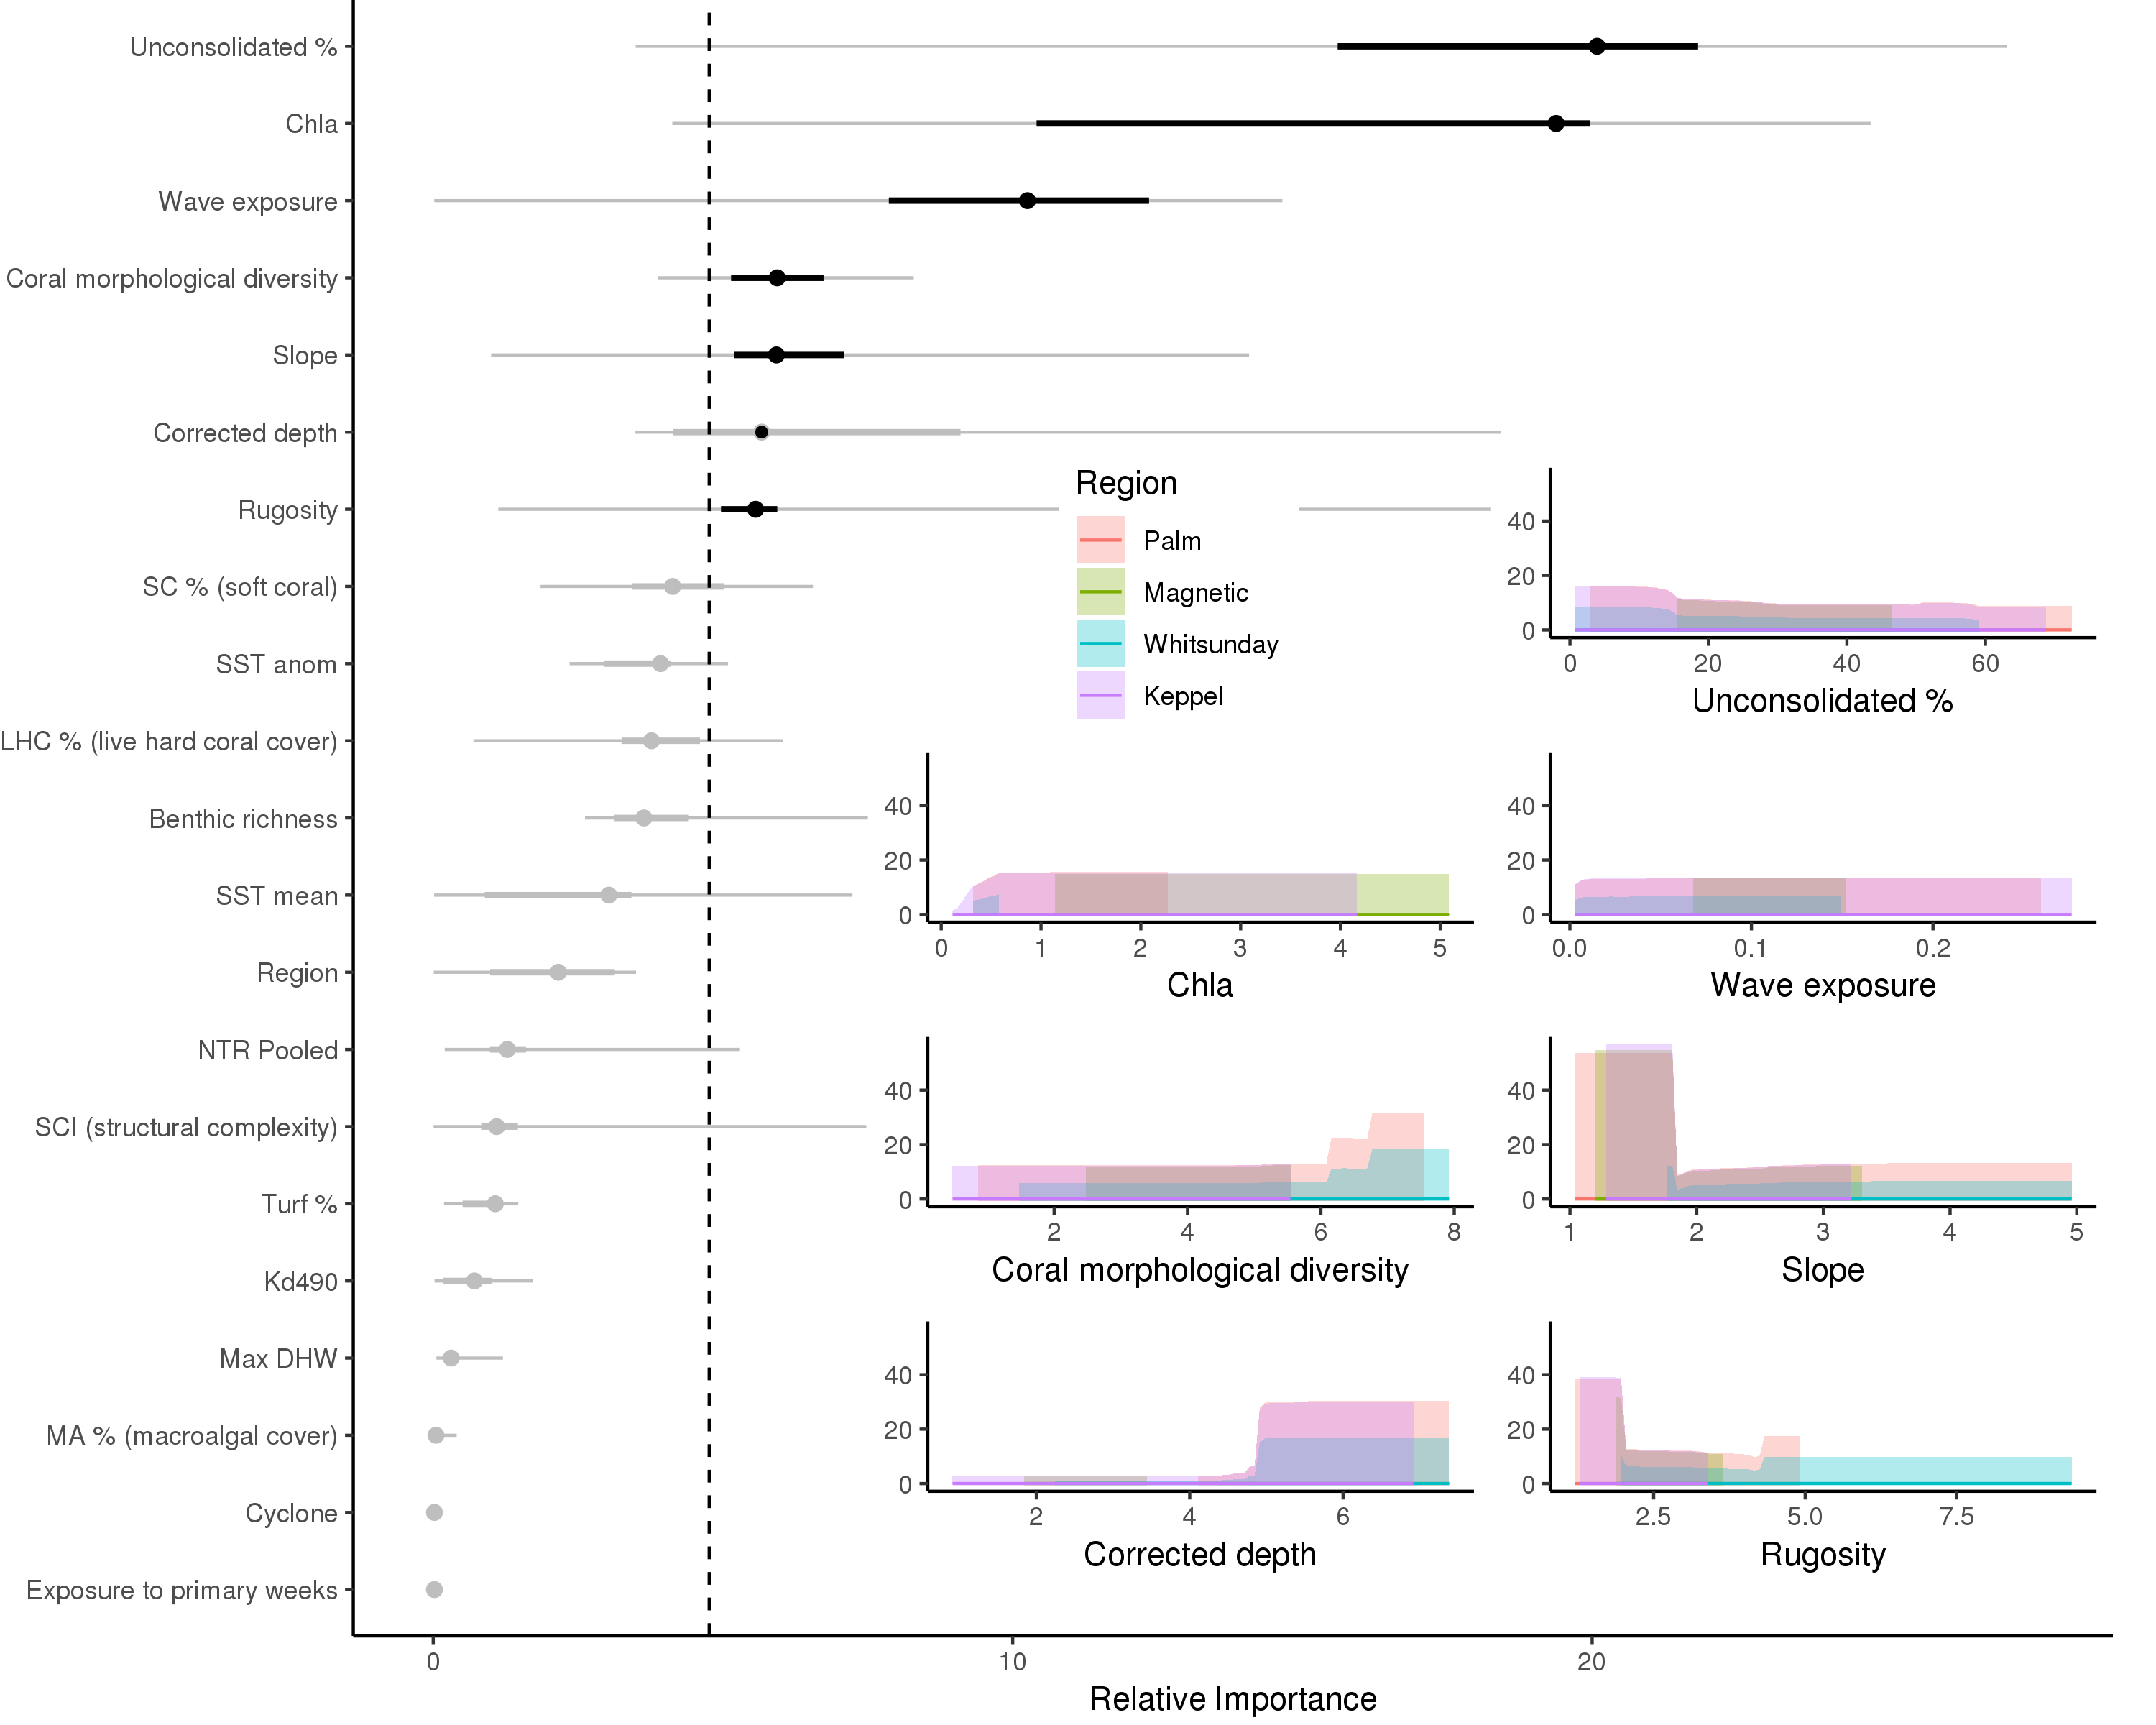 Unconsolidated %
Chla
Wave exposure
Coral morphological diversity
Slope
Corrected depth
Rugosity
SC % (soft coral)
SST anom
LHC % (live hard coral cover)
Benthic richness
SST mean
Region
NTR Pooled
SCI (structural complexity)
Turf %
Kd490
Max DHW
MA % (macroalgal cover)
Cyclone
Exposure to primary weeks
0 10 20
Relative Importance
Region
Palm
Magnetic
Whitsunday
Keppel
40
20
0
0 20 40 60
Unconsolidated %
40
20
0
0 1 2 3 4 5
Chla
40
20
0
0.0 0.1 0.2
Wave exposure
40
20
0
2 4 6 8
Coral morphological diversity
40
20
0
1 2 3 4 5
Slope
40
20
0
2 4 6
Corrected depth
40
20
0
2.5 5.0 7.5
Rugosity